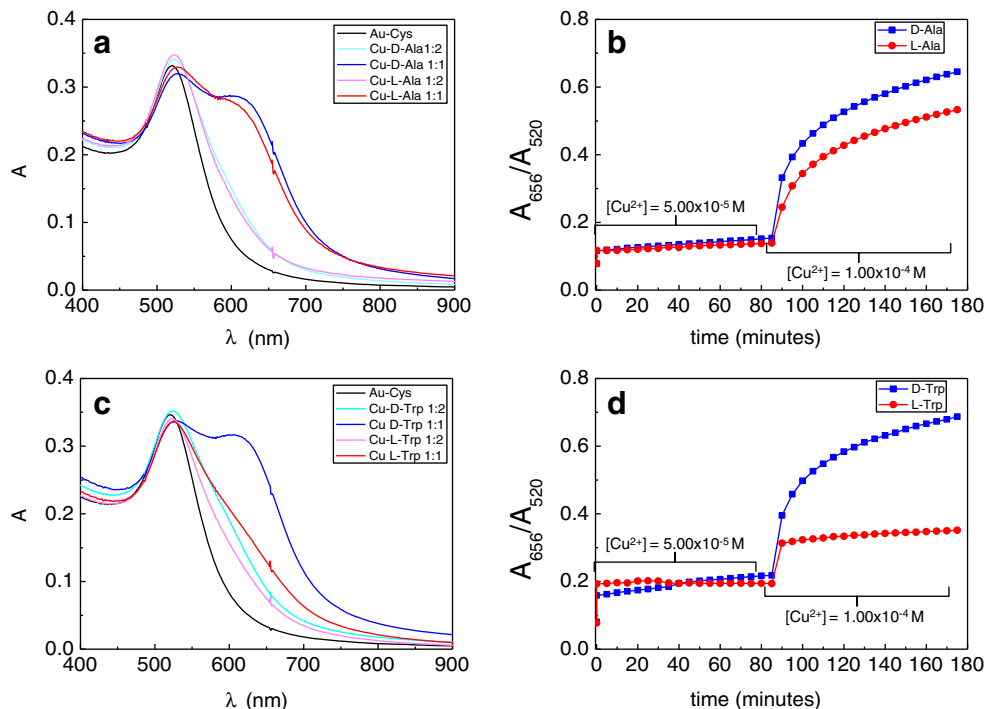 a
Au-Cys
Cu-D-Ala1:2
Cu-D-Ala 1:1
Cu-L-Ala 1:2
Cu-L-Ala 1:1
A
0.4
0.3
0.2
0.1
0.0
400 500 600 700 800 900
λ (nm)
b
D-Ala
L-Ala
A656/A520
0.8
0.6
0.4
0.2
0.0
[Cu2+] = 5.00x10-5 M
[Cu2+] = 1.00x10-4 M
0 20 40 60 80 100 120 140 160 180
time (minutes)
c
Au-Cys
Cu-D-Trp 1:2
Cu D-Trp 1:1
Cu-L-Trp 1:2
Cu L-Trp 1:1
A
0.4
0.3
0.2
0.1
0.0
400 500 600 700 800 900
λ (nm)
d
D-Trp
L-Trp
A656/A520
0.8
0.6
0.4
0.2
0.0
[Cu2+] = 5.00x10-5 M
[Cu2+] = 1.00x10-4 M
0 20 40 60 80 100 120 140 160 180
time (minutes)